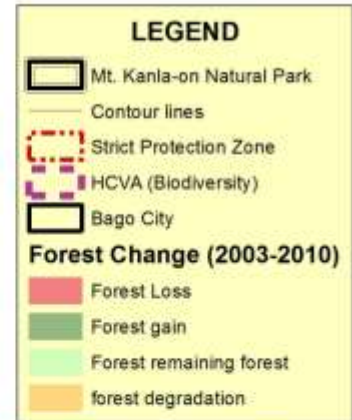 LEGEND
Mt. Kanla-on Natural Park
Contour lines
Strict Protection Zone
HCVA (Biodiversity)
Bago City
Forest Change (2003-2010)
Forest Loss
Forest gain
Forest remaining forest
forest degradation